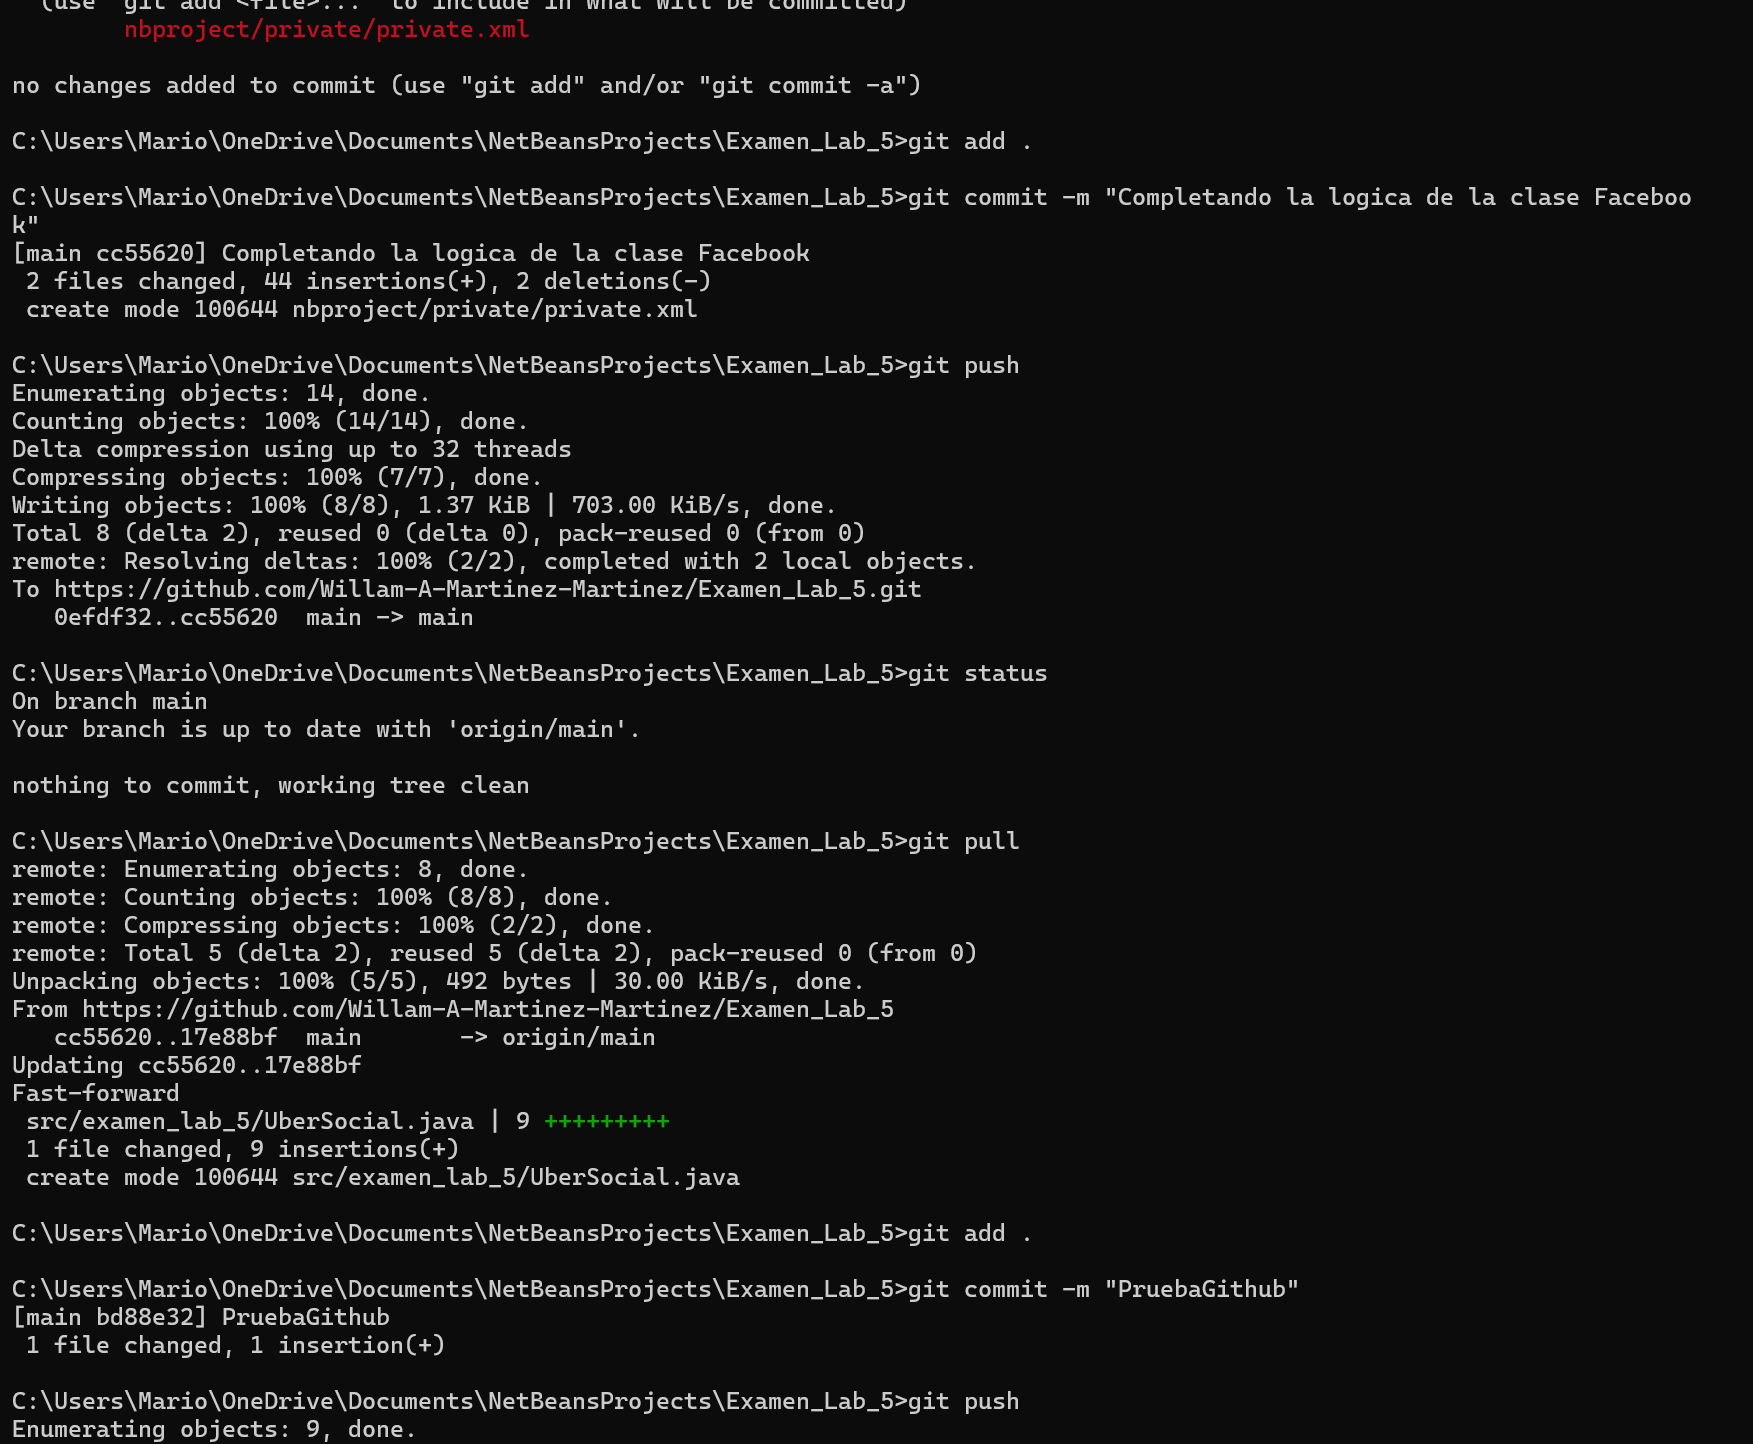 (use "git add <file>..." to include in what will be committed)
nbproject/private/private.xml
no changes added to commit (use "git add" and/or "git commit -a")
C:\Users\Mario\OneDrive\Documents\NetBeansProjects\Examen_Lab_5>git add .
C:\Users\Mario\OneDrive\Documents\NetBeansProjects\Examen_Lab_5>git commit -m "Completando la logica de la clase Faceboo
k"
[main cc55620] Completando la logica de la clase Facebook
2 files changed, 44 insertions(+), 2 deletions(-)
create mode 100644 nbproject/private/private.xml
C:\Users\Mario\OneDrive\Documents\NetBeansProjects\Examen_Lab_5>git push
Enumerating objects: 14, done.
Counting objects: 100% (14/14), done.
Delta compression using up to 32 threads
Compressing objects: 100% (7/7), done.
Writing objects: 100% (8/8), 1.37 KiB | 703.00 KiB/s, done.
Total 8 (delta 2), reused 0 (delta 0), pack-reused 0 (from 0)
remote: Resolving deltas: 100% (2/2), completed with 2 local objects.
To https://github.com/Willam-A-Martinez-Martinez/Examen_Lab_5.git
0efdf32..cc55620  main -> main
C:\Users\Mario\OneDrive\Documents\NetBeansProjects\Examen_Lab_5>git status
On branch main
Your branch is up to date with 'origin/main'.
nothing to commit, working tree clean
C:\Users\Mario\OneDrive\Documents\NetBeansProjects\Examen_Lab_5>git pull
remote: Enumerating objects: 8, done.
remote: Counting objects: 100% (8/8), done.
remote: Compressing objects: 100% (2/2), done.
remote: Total 5 (delta 2), reused 5 (delta 2), pack-reused 0 (from 0)
Unpacking objects: 100% (5/5), 492 bytes | 30.00 KiB/s, done.
From https://github.com/Willam-A-Martinez-Martinez/Examen_Lab_5
cc55620..17e88bf  main       -> origin/main
Updating cc55620..17e88bf
Fast-forward
src/examen_lab_5/UberSocial.java | 9 +++++++++
1 file changed, 9 insertions(+)
create mode 100644 src/examen_lab_5/UberSocial.java
C:\Users\Mario\OneDrive\Documents\NetBeansProjects\Examen_Lab_5>git add .
C:\Users\Mario\OneDrive\Documents\NetBeansProjects\Examen_Lab_5>git commit -m "PruebaGithub"
[main bd88e32] PruebaGithub
1 file changed, 1 insertion(+)
C:\Users\Mario\OneDrive\Documents\NetBeansProjects\Examen_Lab_5>git push
Enumerating objects: 9, done.